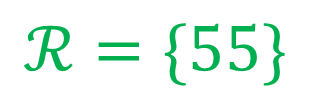 ℛ = {55}